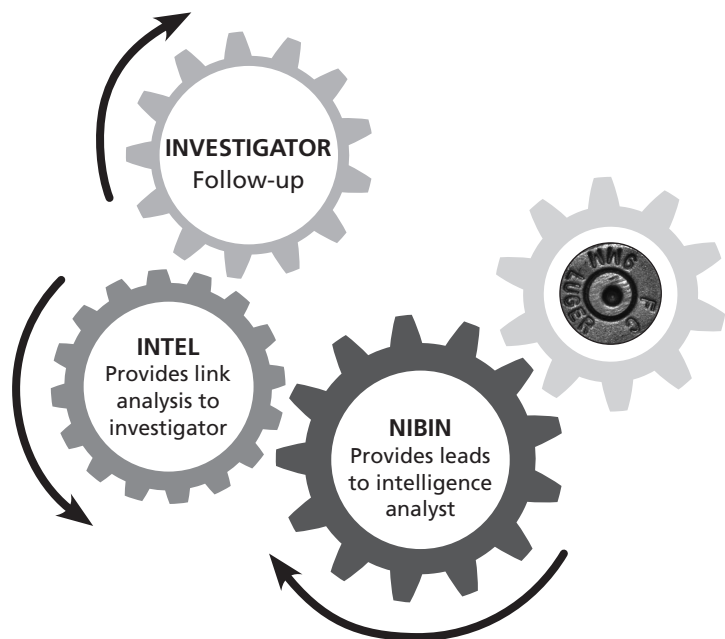 INVESTIGATOR
Follow-up
INTEL
Provides link
analysis to
investigator
NIBIN
Provides leads
to intelligence
analyst
9MM
LUGER
F C